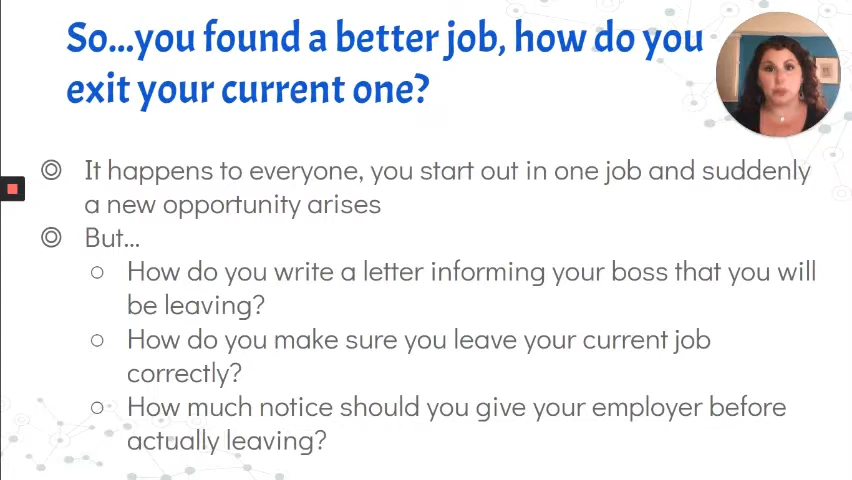 So...you found a better job, how do you
exit your current one?
It happens to everyone, you start out in one job and suddenly
a new opportunity arises
But...
How do you write a letter informing your boss that you will
be leaving?
How do you make sure you leave your current job
correctly?
How much notice should you give your employer before
actually leaving?